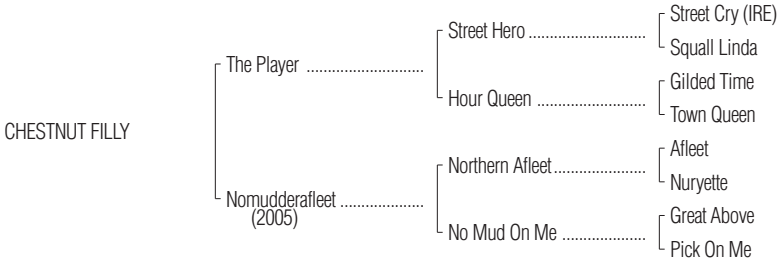 Street Cry (IRE)
Street Hero ............................
Squall Linda
The Player ............................
Gilded Time
Hour Queen ..........................
Town Queen
CHESTNUT FILLY
Afleet
Northern Afleet......................
Nuryette
Nomudderafleet ....................
(2005)
Great Above
No Mud On Me ....................
Pick On Me